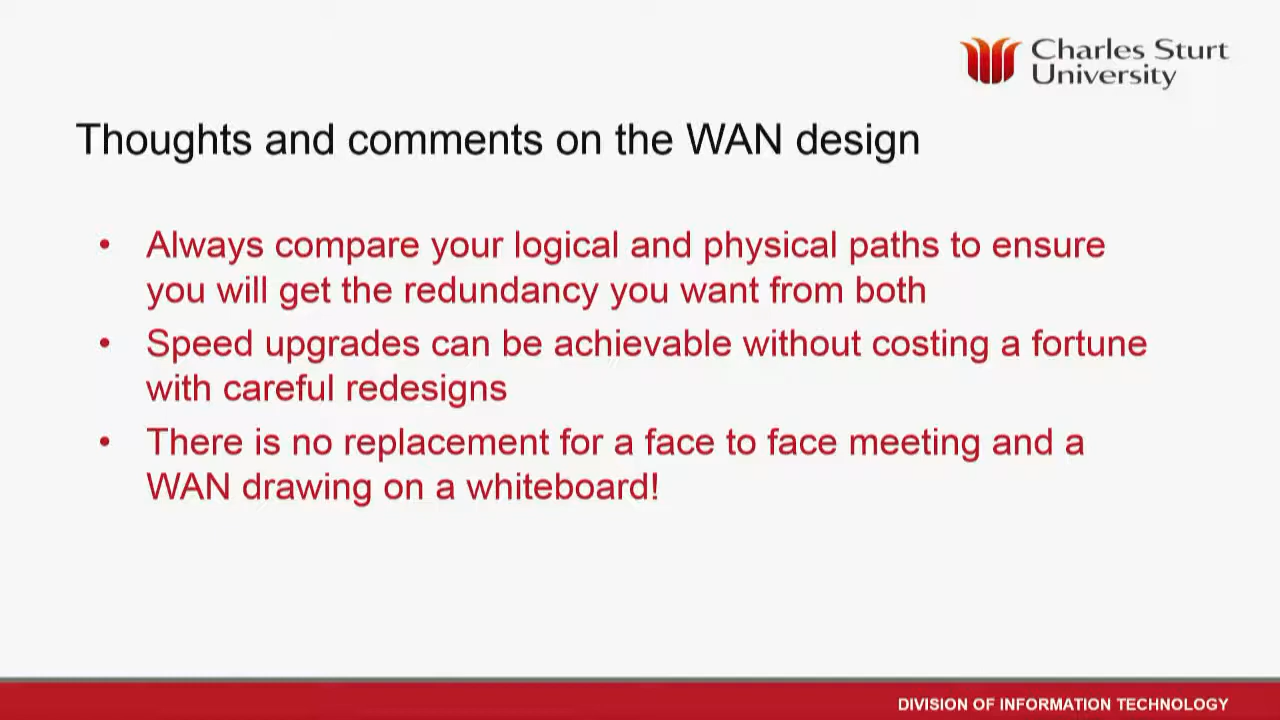 Charles Sturt
University
Thoughts and comments on the WAN design
• Always compare your logical and physical paths to ensure
you will get the redundancy you want from both
• Speed upgrades can be achievable without costing a fortune
with careful redesigns
• There is no replacement for a face to face meeting and a
WAN drawing on a whiteboard!
DIVISION OF INFORMATION TECHNOLOGY